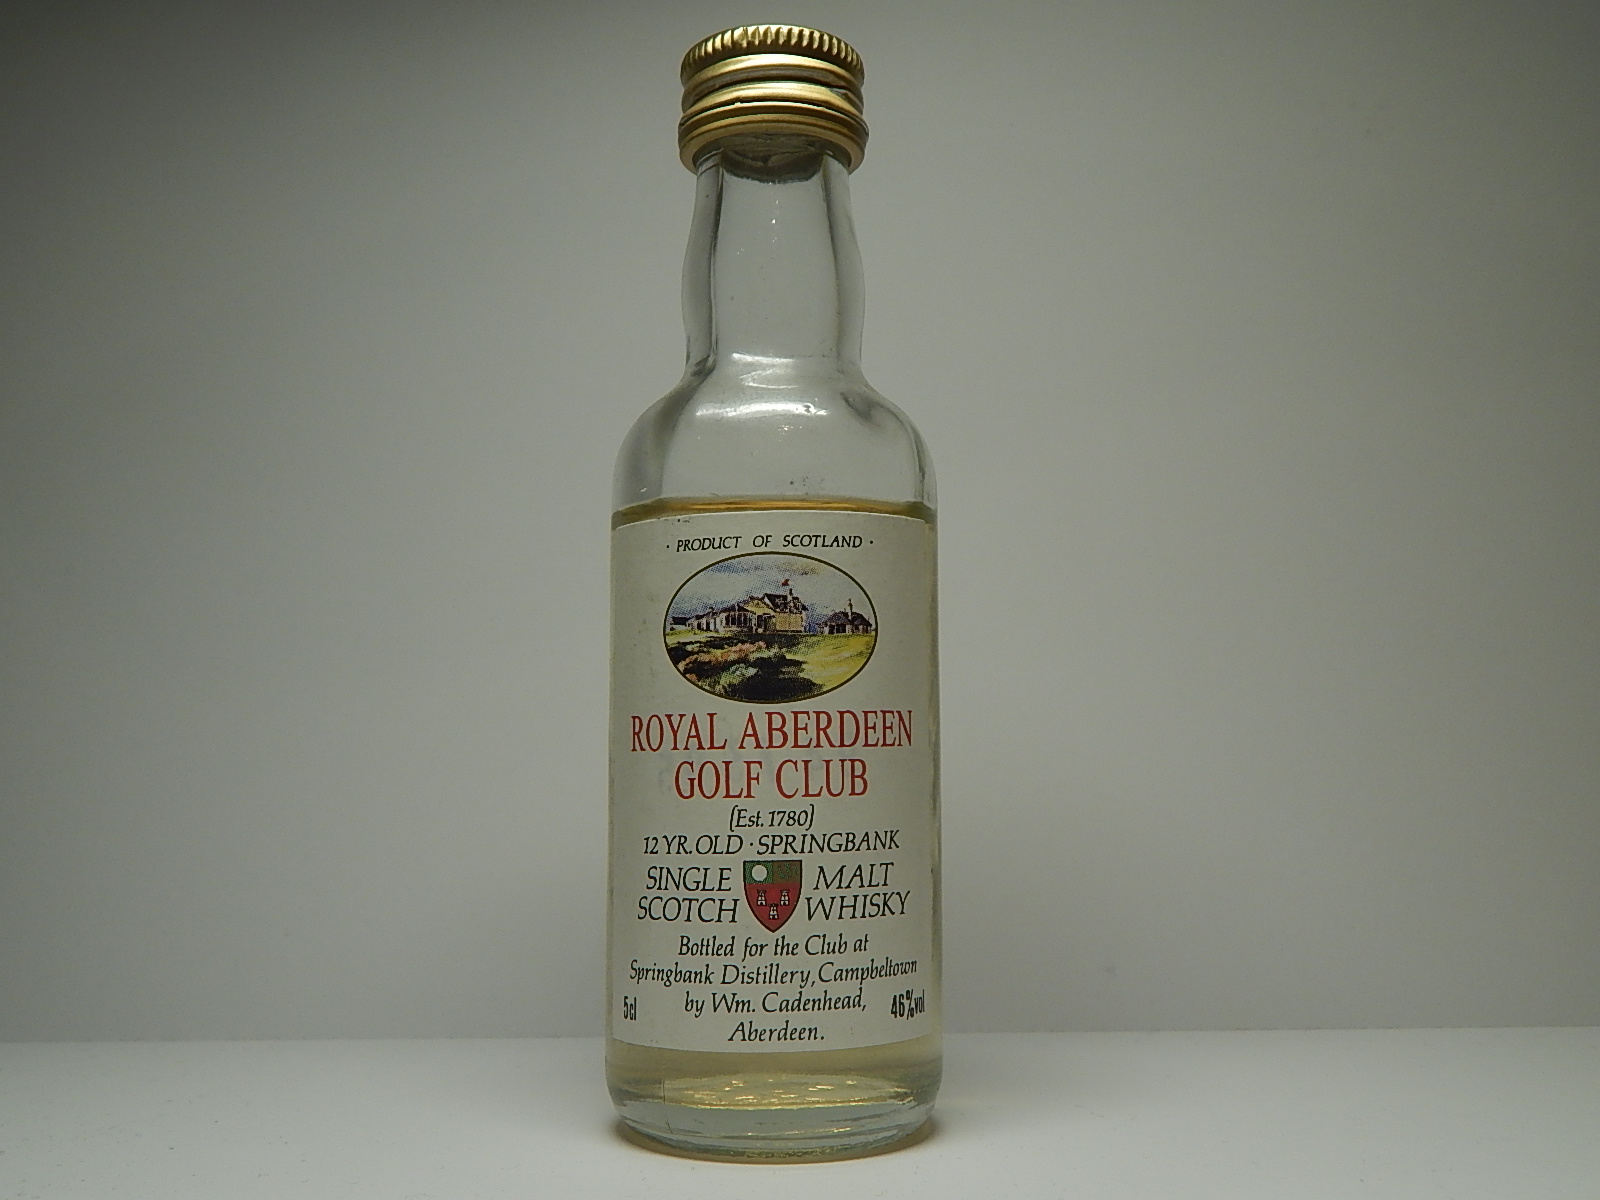 · PRODUCT OF SCOTLAND ·
ROYAL ABERDEEN
GOLF CLUB
(Est. 1780)
12 YR. OLD · SPRINGBANK
SINGLE MALT
SCOTCH WHISKY
Bottled for the Club at
Springbank Distillery, Campbeltown
by Wm. Cadenhead,
5cl 46%vol
Aberdeen.